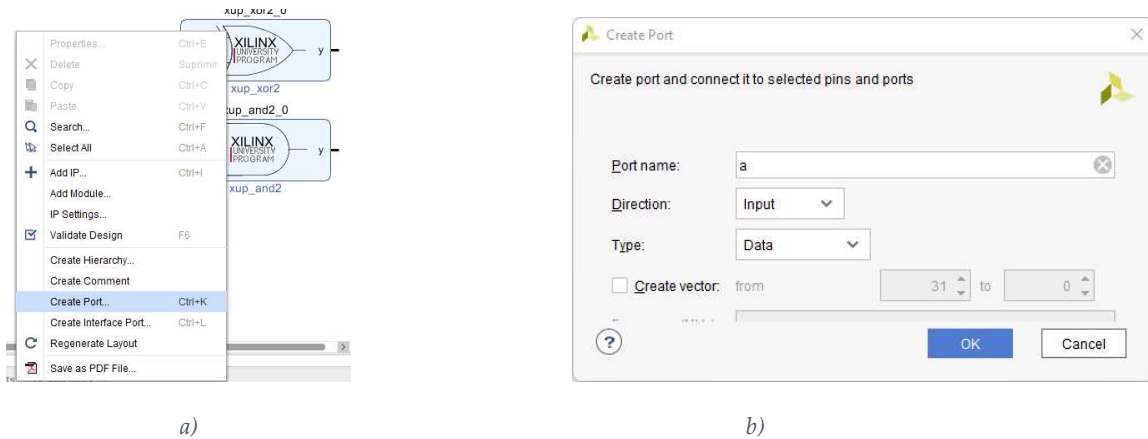 xup_xor2_0
XILINX
UNIVERSITY
PROGRAM
y
xup_xor2
xup_and2_0
XILINX
UNIVERSITY
PROGRAM
y
xup_and2
Properties... Ctrl+E
Delete Suprimir
Copy Ctrl+C
Paste Ctrl+V
Search... Ctrl+F
Select All Ctrl+A
Add IP... Ctrl+I
Add Module...
IP Settings...
Validate Design F6
Create Hierarchy...
Create Comment
Create Port... Ctrl+K
Create Interface Port... Ctrl+L
Regenerate Layout
Save as PDF File...
a)
Create Port
Create port and connect it to selected pins and ports
Port name: a
Direction: Input
Type: Data
Create vector: from 31 to 0
? OK Cancel
b)